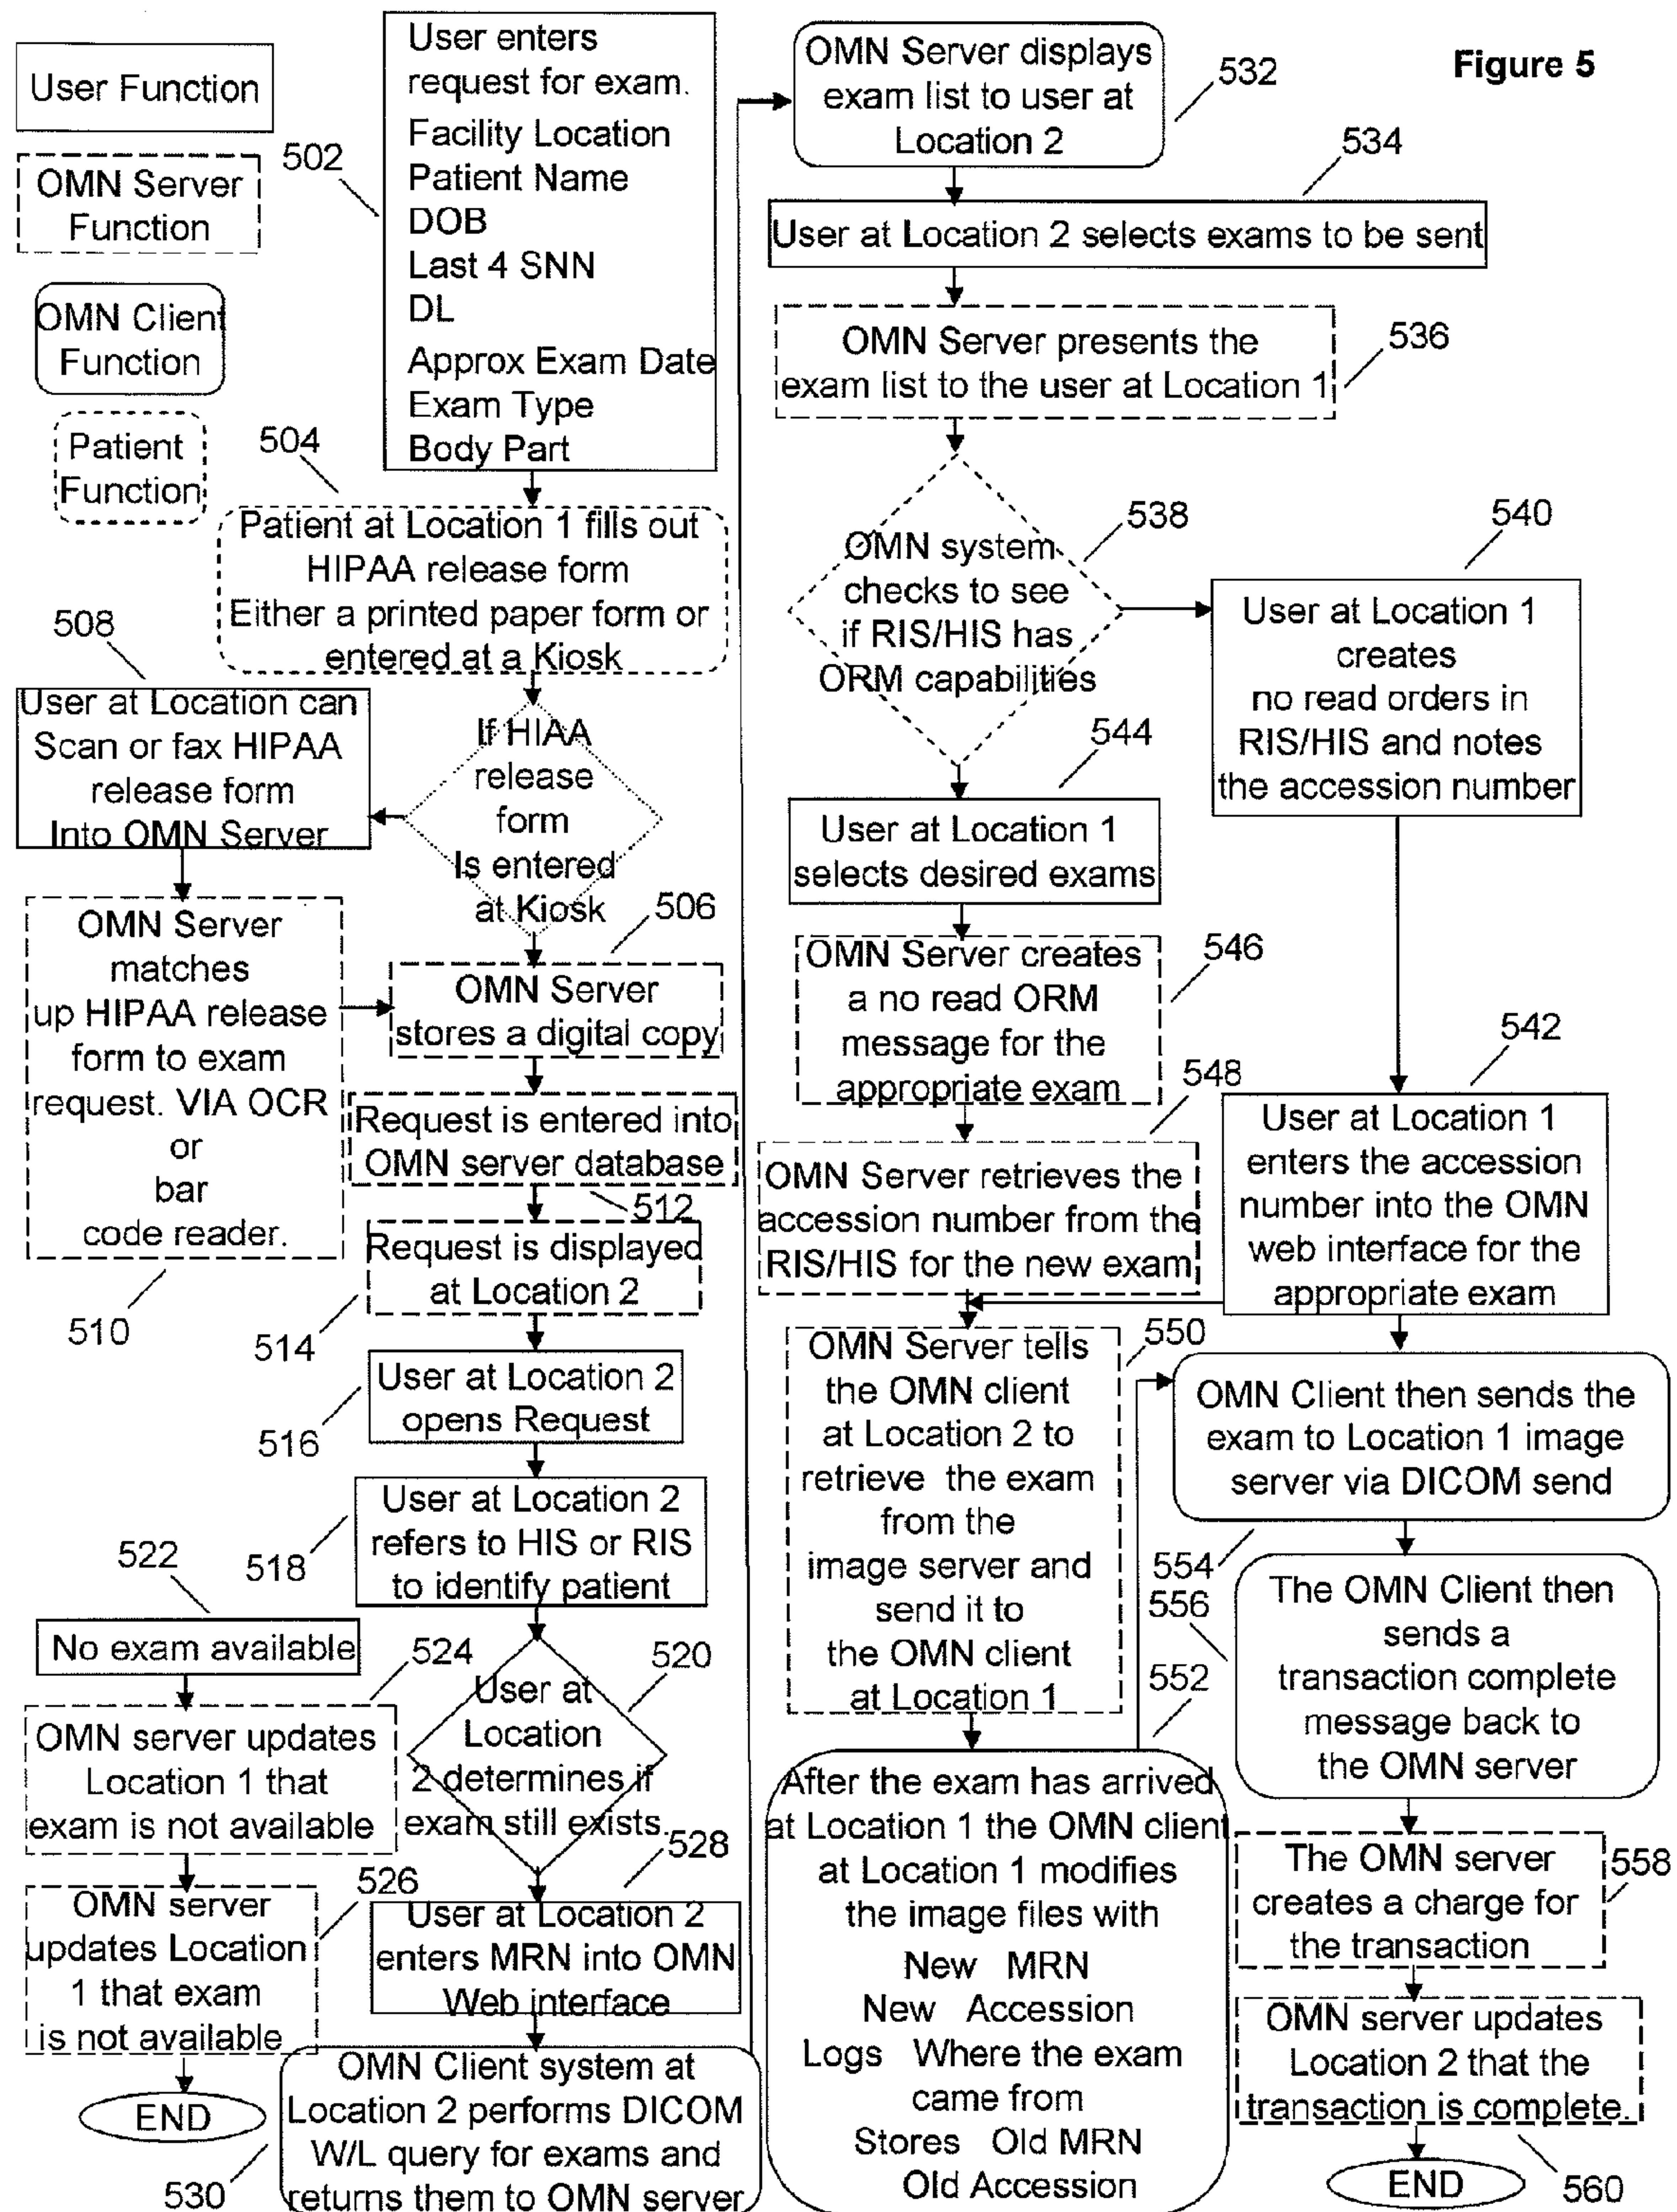 Figure 5
User Function
OMN Server
Function
OMN Client
Function
Patient
Function
502
User enters
request for exam.
Facility Location
Patient Name
DOB
Last 4 SNN
DL
Approx Exam Date
Exam Type
Body Part
504
Patient at Location 1 fills out
HIPAA release form
Either a printed paper form or
entered at a Kiosk
If HIAA
release
form
Is entered
at Kiosk
508
User at Location can
Scan or fax HIPAA
release form
Into OMN Server
OMN Server
matches
up HIPAA release
form to exam
request. VIA OCR
or
bar
code reader.
510
506
OMN Server
stores a digital copy
Request is entered into
OMN server database
512
Request is displayed
at Location 2
514
User at Location 2
opens Request
516
User at Location 2
refers to HIS or RIS
to identify patient
518
User at
Location
2 determines if
exam still exists.
520
522
No exam available
524
OMN server updates
Location 1 that
exam is not available
526
OMN server
updates Location
1 that exam
is not available
END
528
User at Location 2
enters MRN into OMN
Web interface
OMN Client system at
Location 2 performs DICOM
W/L query for exams and
returns them to OMN server
530
OMN Server displays
exam list to user at
Location 2
532
534
User at Location 2 selects exams to be sent
OMN Server presents the
exam list to the user at Location 1
536
OMN system
checks to see
if RIS/HIS has
ORM capabilities
538
540
User at Location 1
creates
no read orders in
RIS/HIS and notes
the accession number
544
User at Location 1
selects desired exams
OMN Server creates
a no read ORM
message for the
appropriate exam
546
548
OMN Server retrieves the
accession number from the
RIS/HIS for the new exam
542
User at Location 1
enters the accession
number into the OMN
web interface for the
appropriate exam
OMN Server tells
the OMN client
at Location 2 to
retrieve the exam
from the
image server and
send it to
the OMN client
at Location 1
550
552
After the exam has arrived
at Location 1 the OMN client
at Location 1 modifies
the image files with
New MRN
New Accession
Logs Where the exam
came from
Stores Old MRN
Old Accession
OMN Client then sends the
exam to Location 1 image
server via DICOM send
554
556
The OMN Client then
sends a
transaction complete
message back to
the OMN server
The OMN server
creates a charge for
the transaction
558
OMN server updates
Location 2 that the
transaction is complete.
560
END